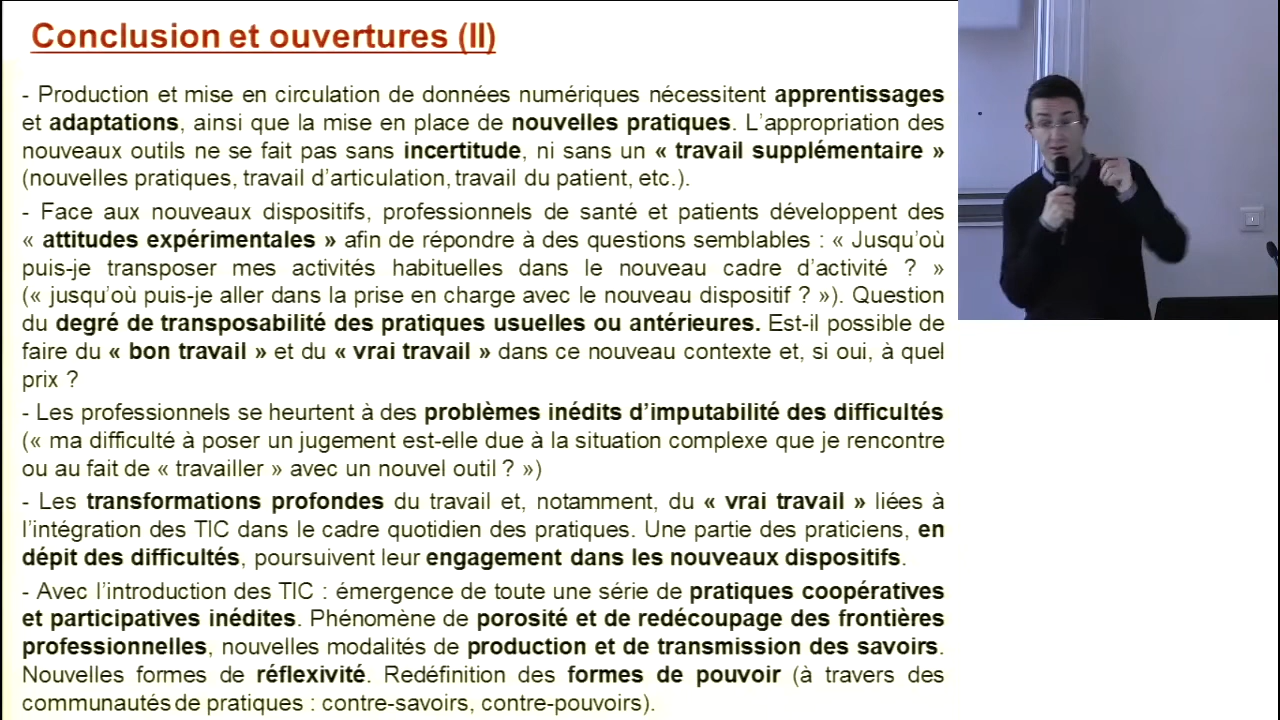 Conclusion et ouvertures (II)
- Production et mise en circulation de données numériques nécessitent apprentissages
et adaptations, ainsi que la mise en place de nouvelles pratiques. L’appropriation des
nouveaux outils ne se fait pas sans incertitude, ni sans un « travail supplémentaire »
(nouvelles pratiques, travail d’articulation, travail du patient, etc.).
- Face aux nouveaux dispositifs, professionnels de santé et patients développent des
« attitudes expérimentales » afin de répondre à des questions semblables : « Jusqu’où
puis-je transposer mes activités habituelles dans le nouveau cadre d’activité ? »
(« jusqu’où puis-je aller dans la prise en charge avec le nouveau dispositif ? »). Question
du degré de transposabilité des pratiques usuelles ou antérieures. Est-il possible de
faire du « bon travail » et du « vrai travail » dans ce nouveau contexte et, si oui, à quel
prix ?
- Les professionnels se heurtent à des problèmes inédits d’imputabilité des difficultés
(« ma difficulté à poser un jugement est-elle due à la situation complexe que je rencontre
ou au fait de « travailler » avec un nouvel outil ? »)
- Les transformations profondes du travail et, notamment, du « vrai travail » liées à
l’intégration des TIC dans le cadre quotidien des pratiques. Une partie des praticiens, en
dépit des difficultés, poursuivent leur engagement dans les nouveaux dispositifs.
- Avec l’introduction des TIC : émergence de toute une série de pratiques coopératives
et participatives inédites. Phénomène de porosité et de redécoupage des frontières
professionnelles, nouvelles modalités de production et de transmission des savoirs.
Nouvelles formes de réflexivité. Redéfinition des formes de pouvoir (à travers des
communautés de pratiques : contre-savoirs, contre-pouvoirs).